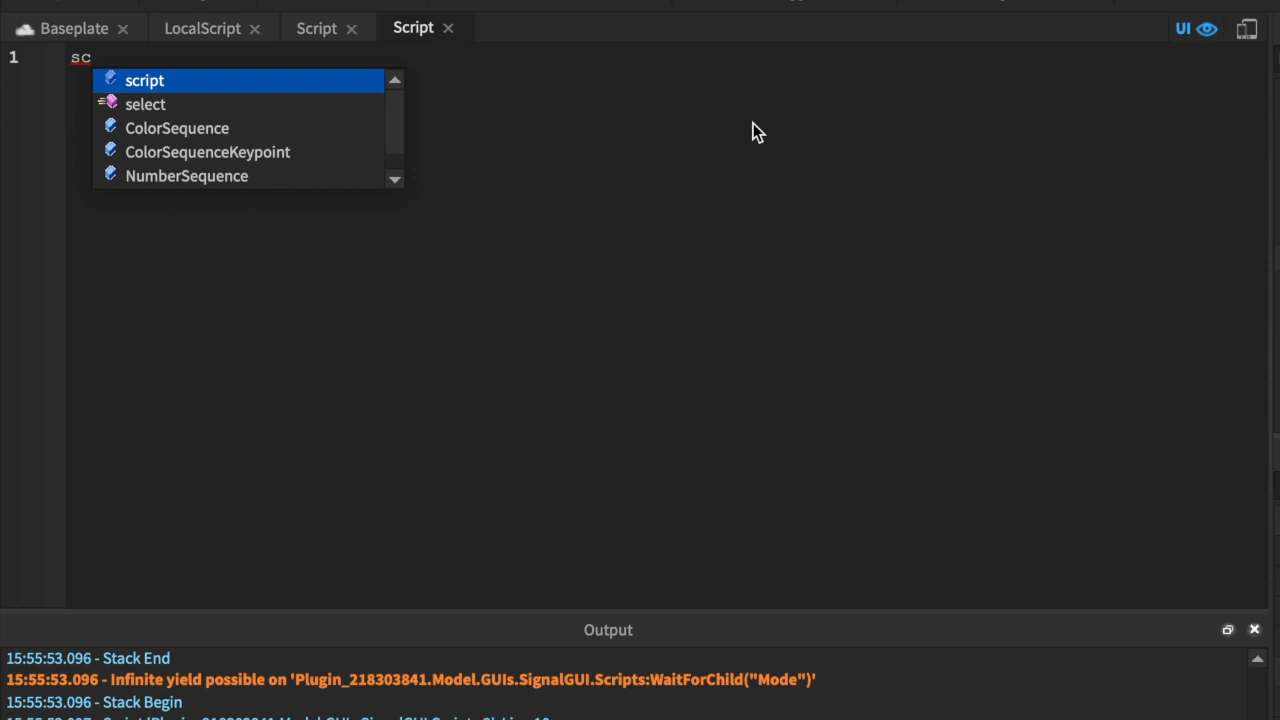 Baseplate LocalScript Script Script UI
1 sc
script
select
ColorSequence
ColorSequenceKeypoint
NumberSequence
Output
15:55:53.096 - Stack End
15:55:53.096 - Infinite yield possible on 'Plugin_218303841.Model.GUIs.SignalGUI.Scripts:WaitForChild("Mode")'
15:55:53.096 - Stack Begin